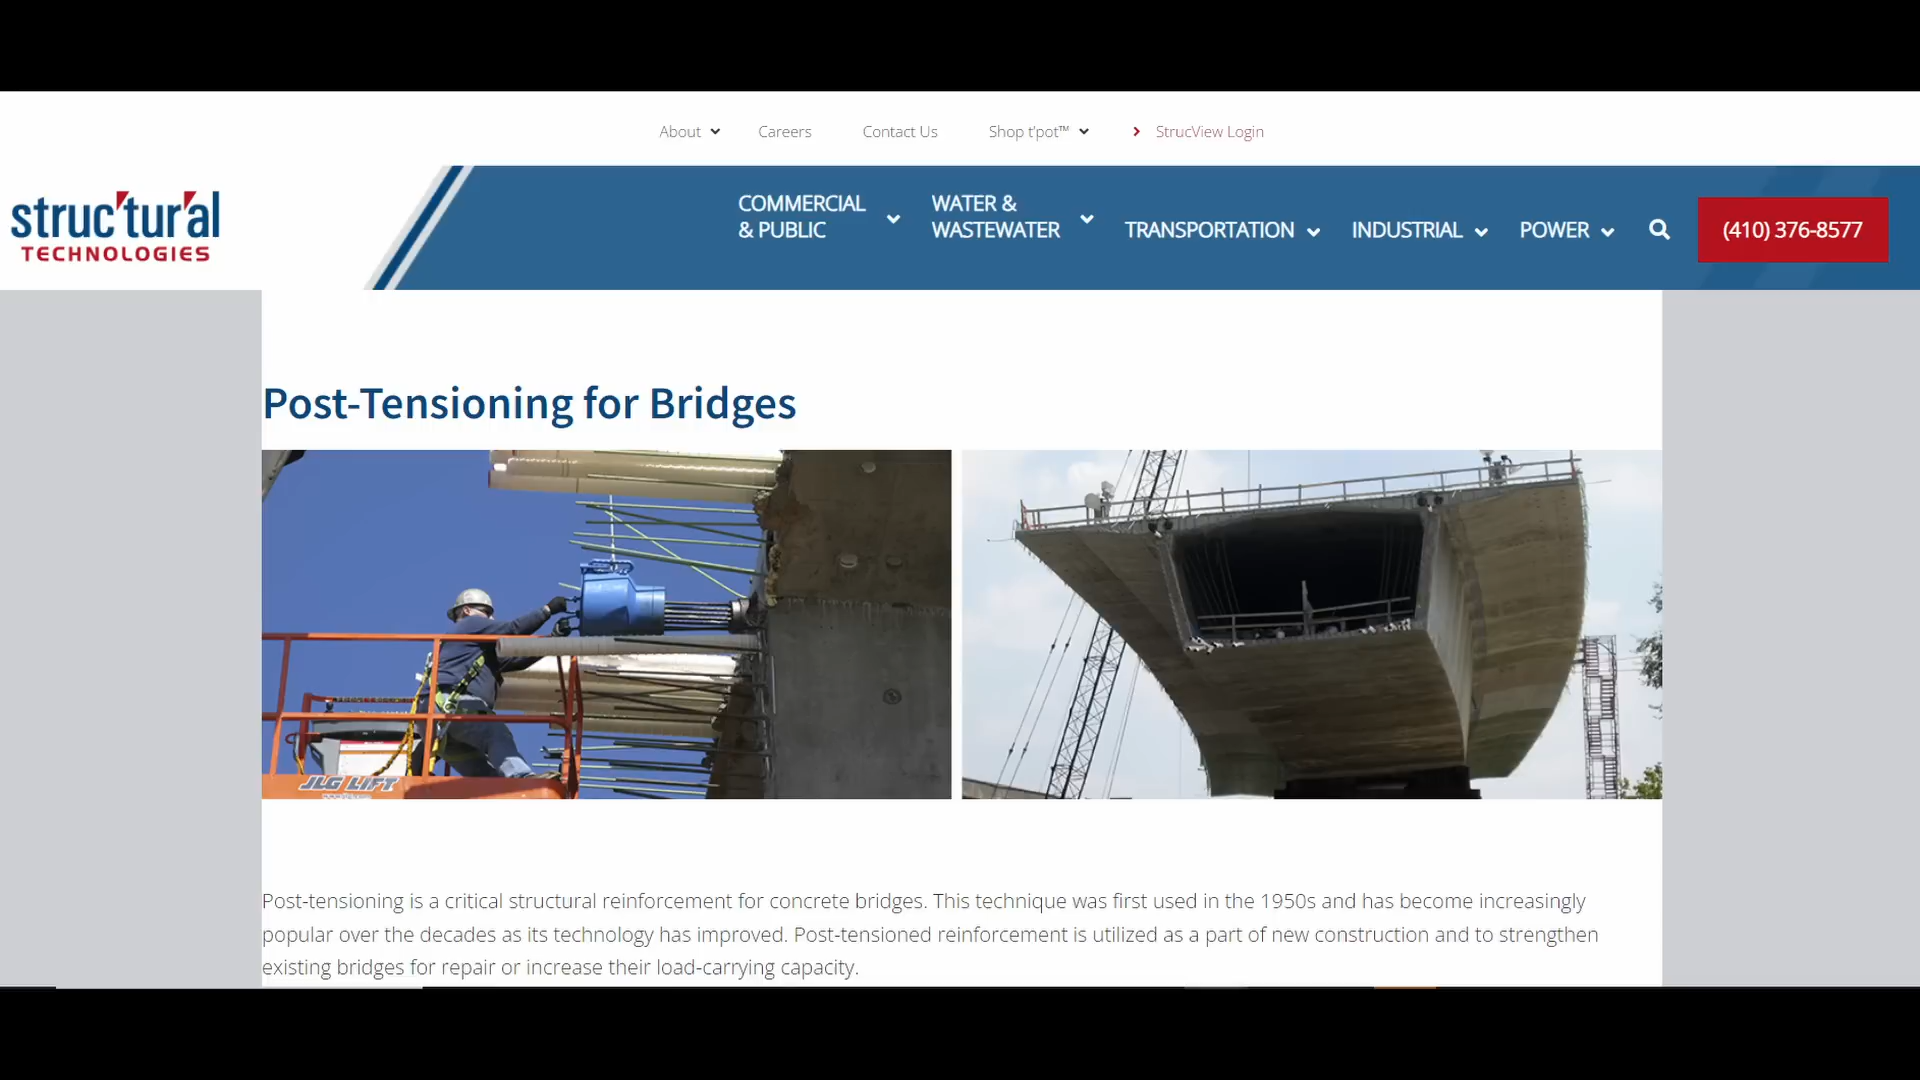 About
Careers
Contact Us
Shop t'pot™
StrucView Login
struc'tur'al
TECHNOLOGIES
COMMERCIAL
& PUBLIC
WATER &
WASTEWATER
TRANSPORTATION
INDUSTRIAL
POWER
(410) 376-8577
Post-Tensioning for Bridges
JLG LIFT
Post-tensioning is a critical structural reinforcement for concrete bridges. This technique was first used in the 1950s and has become increasingly
popular over the decades as its technology has improved. Post-tensioned reinforcement is utilized as a part of new construction and to strengthen
existing bridges for repair or increase their load-carrying capacity.